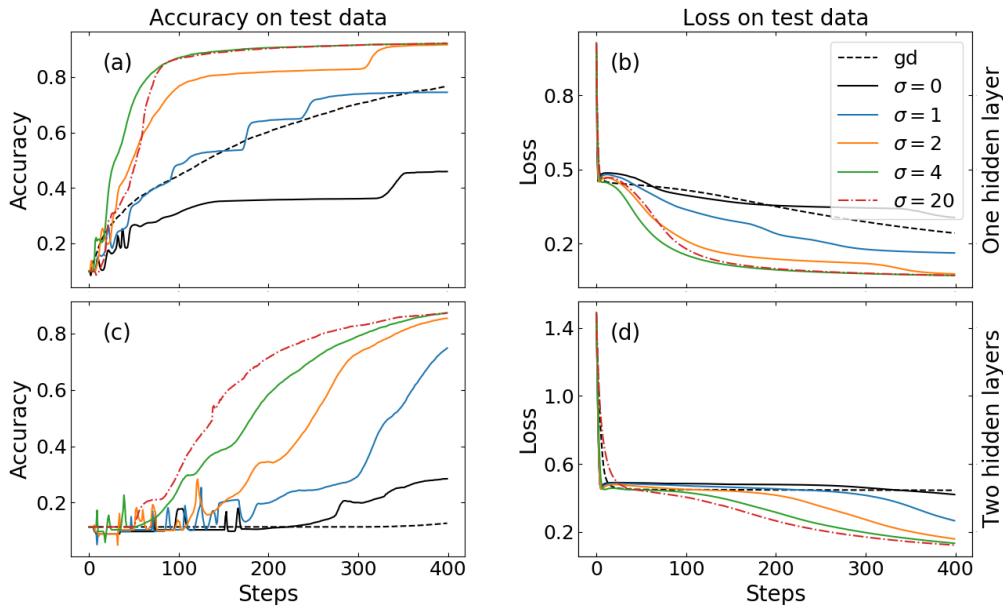 Accuracy on test data
Loss on test data
(a)
0.8
0.6
0.4
0.2
Accuracy
(b)
1.0
0.8
0.5
0.2
Loss
gd
σ = 0
σ = 1
σ = 2
σ = 4
σ = 20
One hidden layer
(c)
0.8
0.6
0.4
0.2
Accuracy
0
100
200
300
400
Steps
(d)
1.4
1.0
0.6
0.2
Loss
0
100
200
300
400
Steps
Two hidden layers